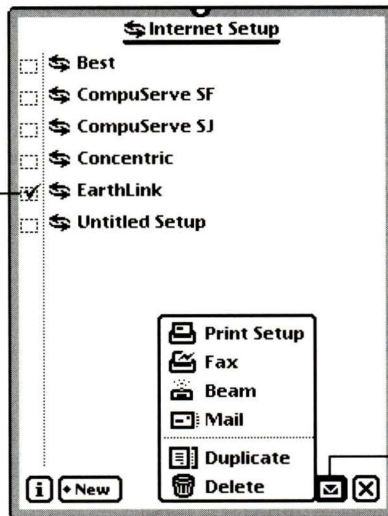 Internet Setup
Best
CompuServe SF
CompuServe SJ
Concentric
EarthLink
Untitled Setup
Print Setup
Fax
Beam
Mail
Duplicate
Delete
i
New
X